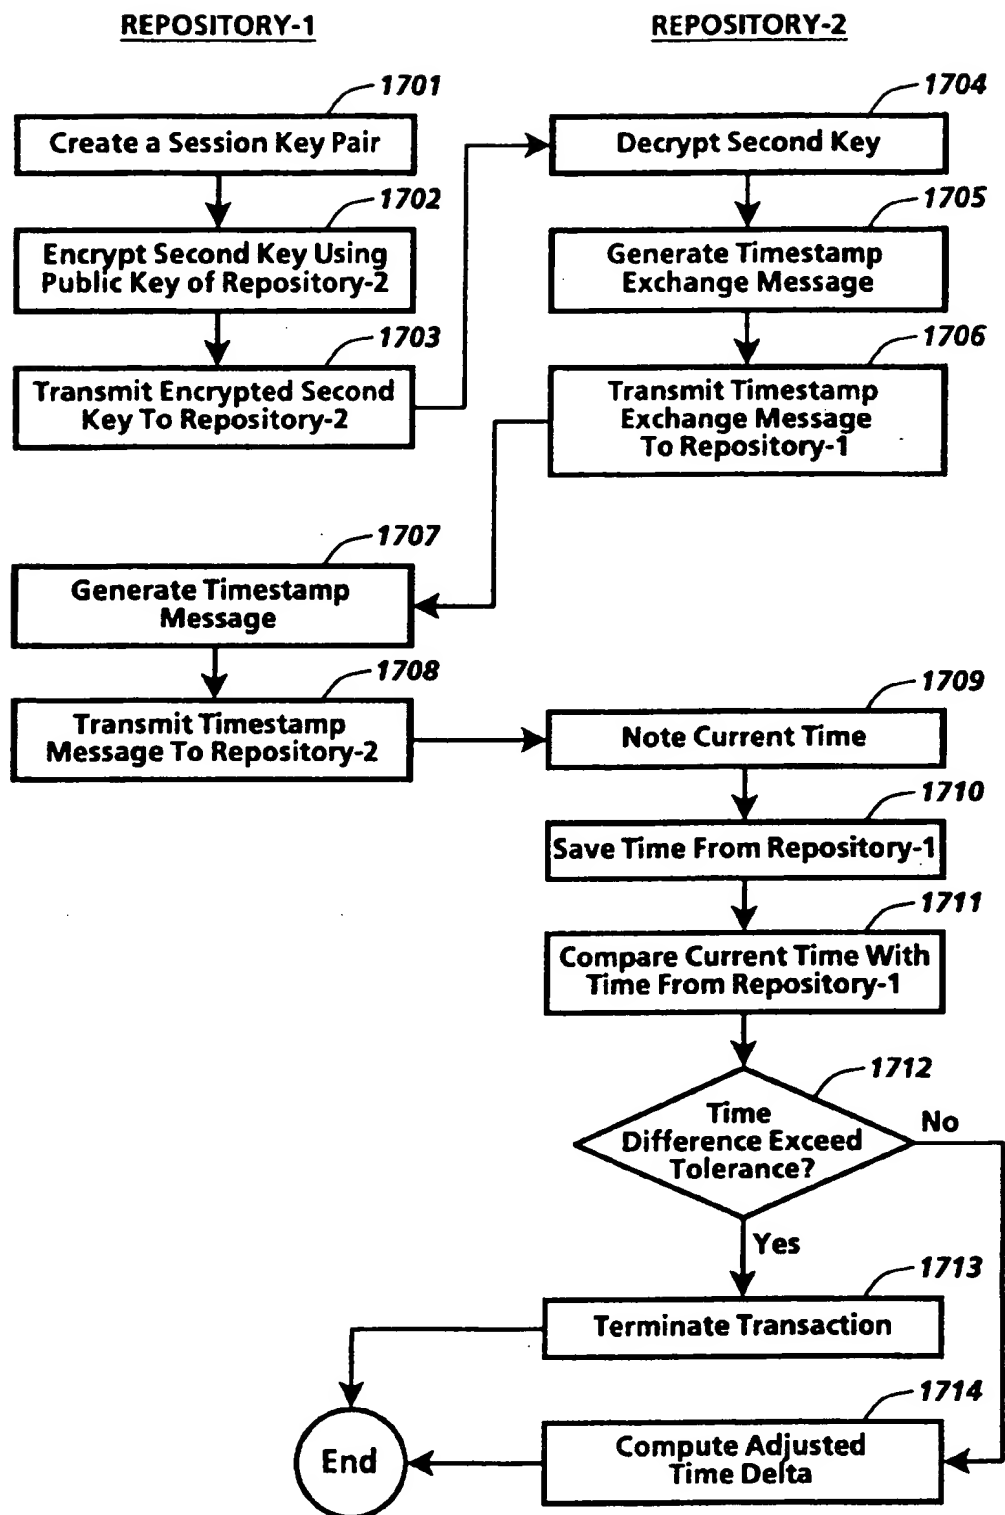 REPOSITORY-1
REPOSITORY-2
1701
Create a Session Key Pair
1702
Encrypt Second Key Using
Public Key of Repository-2
1703
Transmit Encrypted Second
Key To Repository-2
1704
Decrypt Second Key
1705
Generate Timestamp
Exchange Message
1706
Transmit Timestamp
Exchange Message
To Repository-1
1707
Generate Timestamp
Message
1708
Transmit Timestamp
Message To Repository-2
1709
Note Current Time
1710
Save Time From Repository-1
1711
Compare Current Time With
Time From Repository-1
1712
Time
Difference Exceed
Tolerance?
No
Yes
1713
Terminate Transaction
1714
Compute Adjusted
Time Delta
End